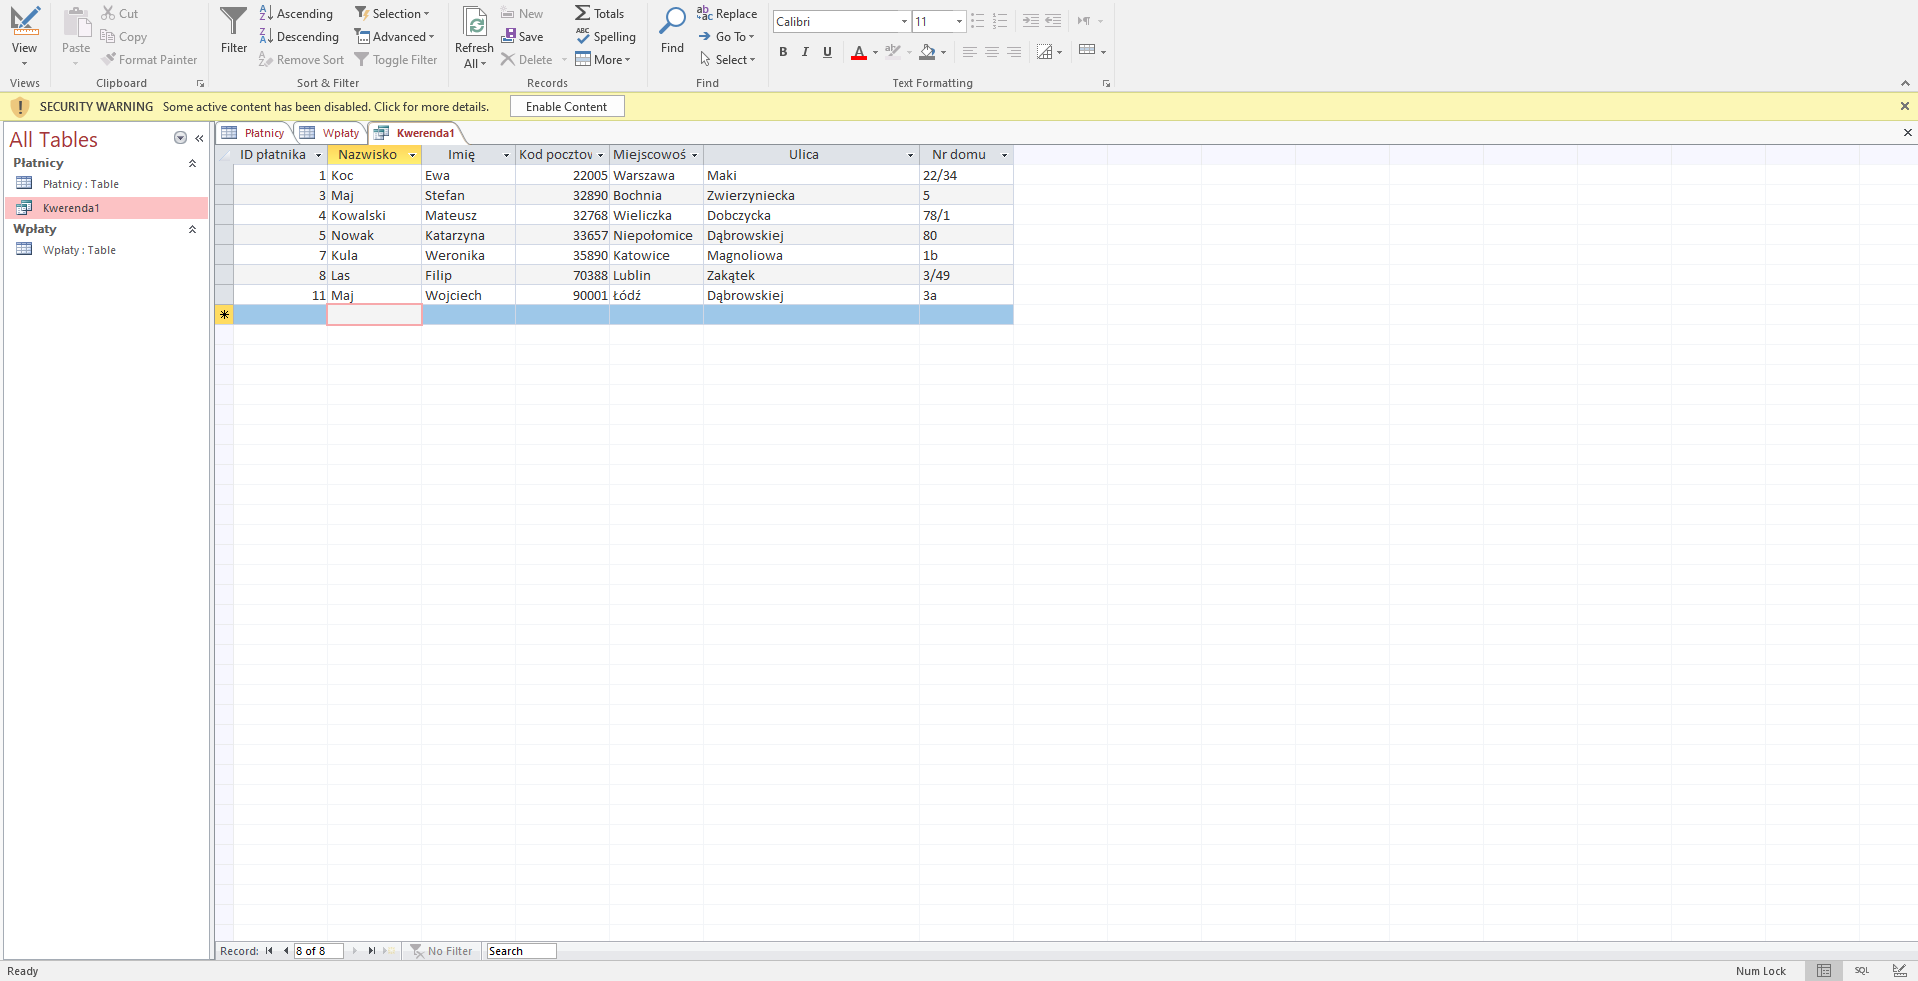 View
Views
Paste
Cut
Copy
Format Painter
Clipboard
Filter
Ascending
Descending
Remove Sort
Selection
Advanced
Toggle Filter
Sort & Filter
Refresh
All
New
Save
Delete
Totals
Spelling
More
Records
Find
Replace
Go To
Select
Find
Calibri
11
B I U
Text Formatting
SECURITY WARNING Some active content has been disabled. Click for more details. Enable Content
All Tables
Płatnicy
Płatnicy : Table
Kwerenda1
Wpłaty
Wpłaty : Table
Płatnicy Wpłaty Kwerenda1
ID płatnika Nazwisko Imię Kod pocztow Miejscowoś Ulica Nr domu
1 Koc Ewa 22005 Warszawa Maki 22/34
3 Maj Stefan 32890 Bochnia Zwierzyniecka 5
4 Kowalski Mateusz 32768 Wieliczka Dobczycka 78/1
5 Nowak Katarzyna 33657 Niepołomice Dąbrowskiej 80
7 Kula Weronika 35890 Katowice Magnoliowa 1b
8 Las Filip 70388 Lublin Zakątek 3/49
11 Maj Wojciech 90001 Łódź Dąbrowskiej 3a
Record: 8 of 8 No Filter Search
Ready Num Lock SQL